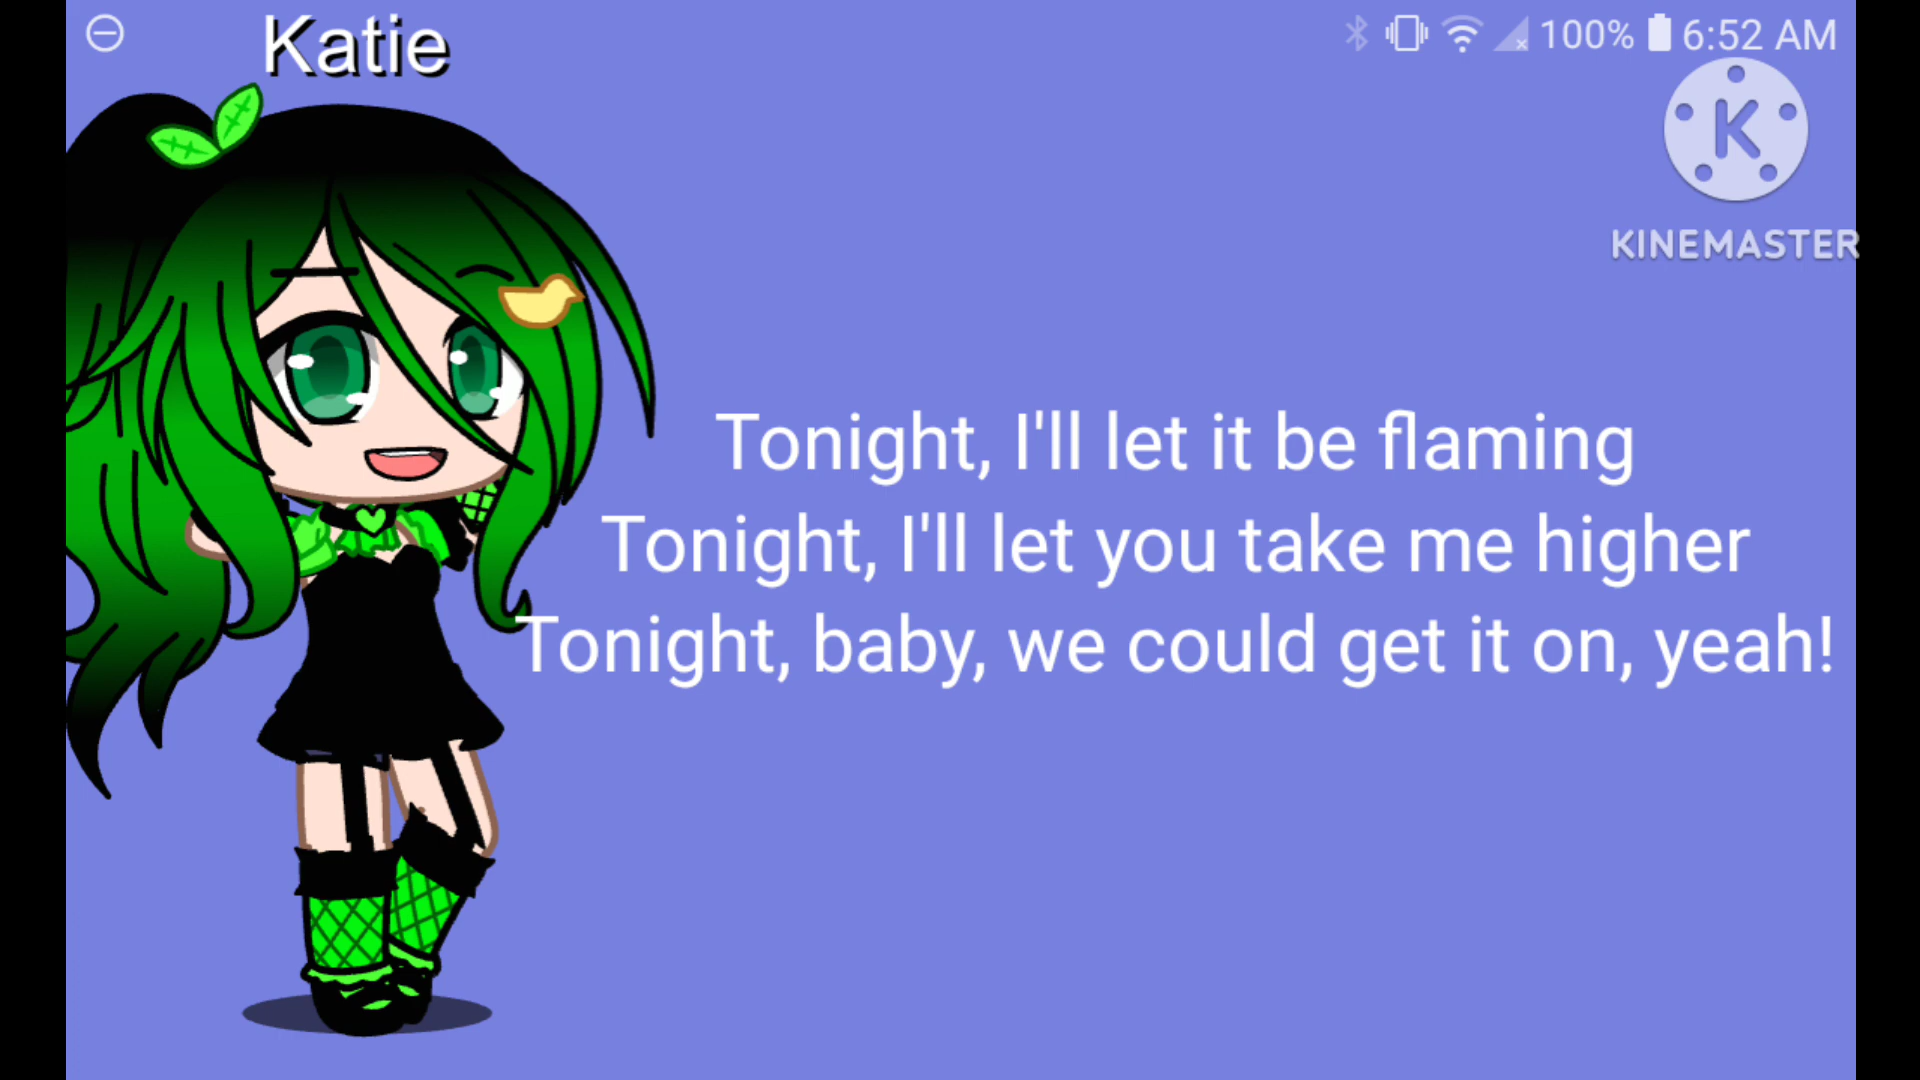 Katie
100% 6:52 AM
K
KINEMASTER
Tonight, I'll let it be flaming
Tonight, I'll let you take me higher
Tonight, baby, we could get it on, yeah!